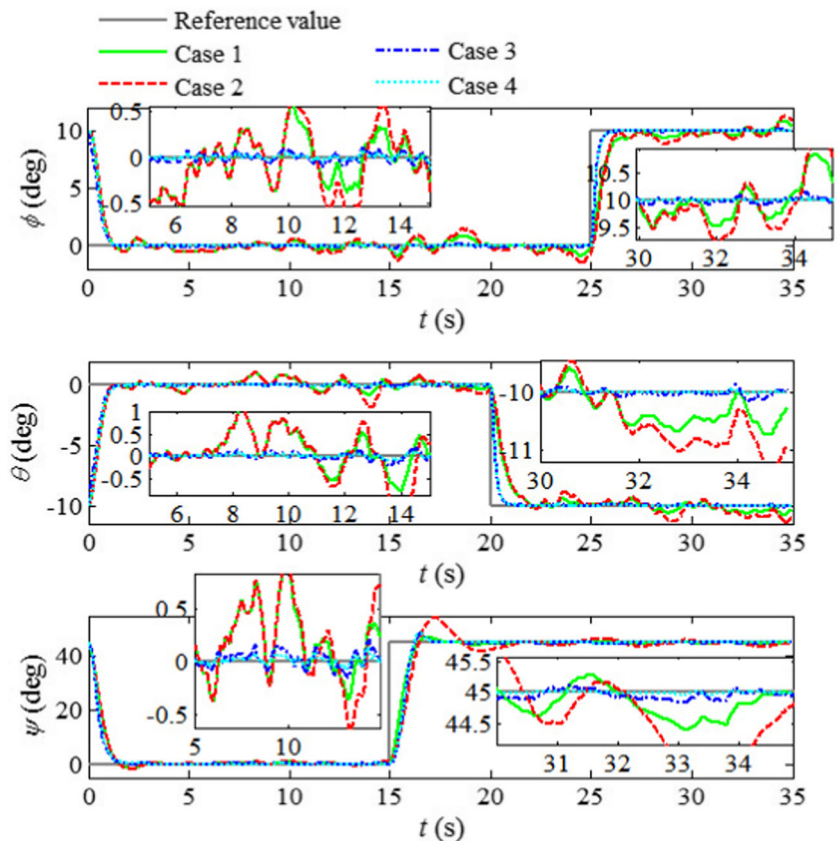 Reference value
Case 1
Case 3
Case 2
Case 4
10
5
0
ϕ (deg)
0.5
0
0.5
6 8 10 12 14
10.5
10
9.5
30 32 34
0 5 10 15 20 25 30 35
t (s)
0
-5
-10
θ (deg)
1
0.5
0
-0.5
6 8 10 12 14
-10
-11
30 32 34
0 5 10 15 20 25 30 35
t (s)
40
20
0
ψ (deg)
0.5
0
-0.5
5 10
45.5
45
44.5
31 32 33 34
0 5 10 15 20 25 30 35
t (s)